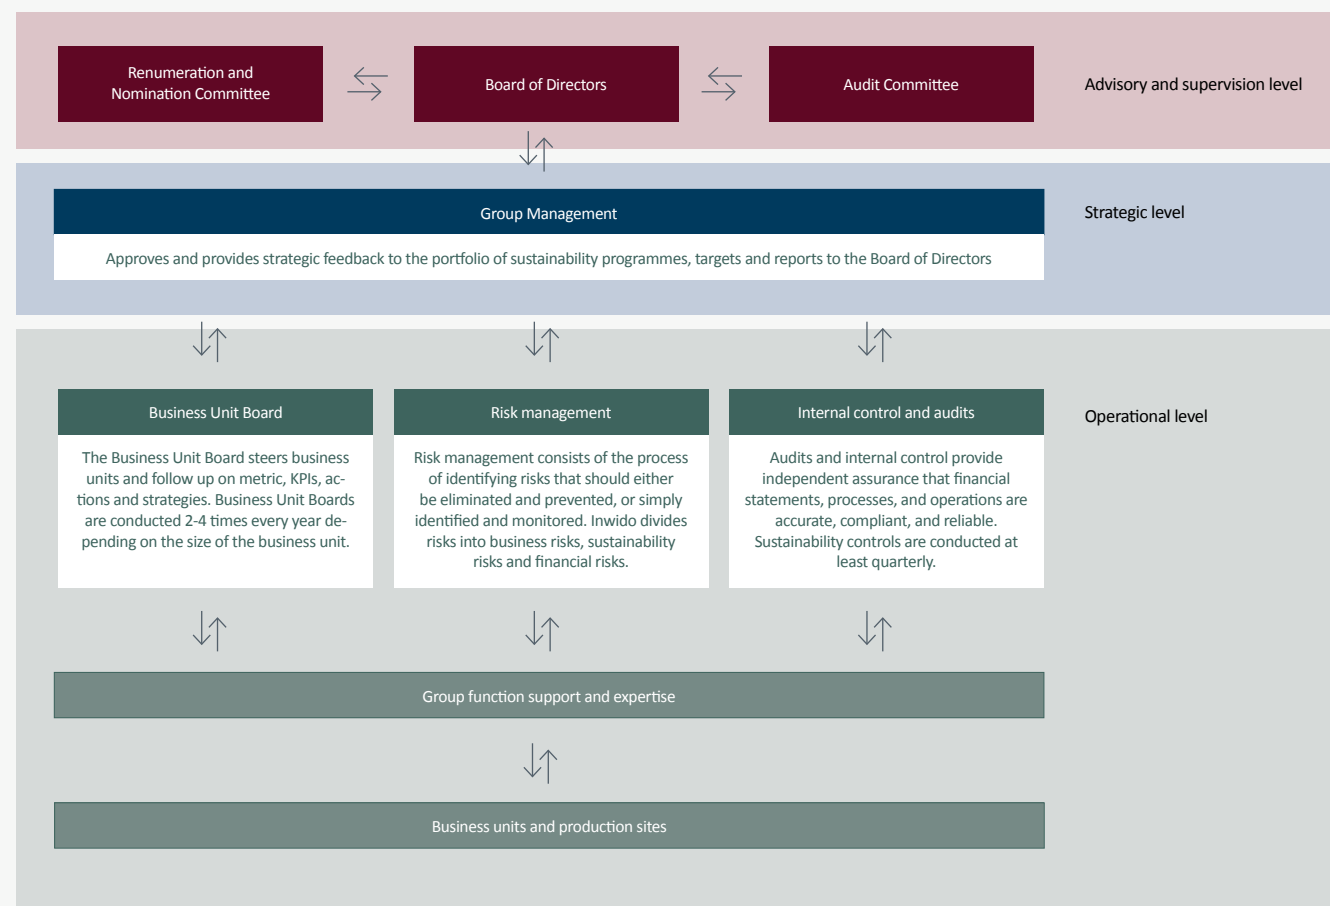 Renumeration and
Nomination Committee
Board of Directors
Audit Committee
Advisory and supervision level
Group Management
Strategic level
Approves and provides strategic feedback to the portfolio of sustainability programmes, targets and reports to the Board of Directors
Business Unit Board
The Business Unit Board steers business
units and follow up on metric, KPIs, ac-
tions and strategies. Business Unit Boards
are conducted 2-4 times every year de-
pending on the size of the business unit.
Risk management
Risk management consists of the process
of identifying risks that should either
be eliminated and prevented, or simply
identified and monitored. Inwido divides
risks into business risks, sustainability
risks and financial risks.
Internal control and audits
Audits and internal control provide
independent assurance that financial
statements, processes, and operations are
accurate, compliant, and reliable.
Sustainability controls are conducted at
least quarterly.
Operational level
Group function support and expertise
Business units and production sites